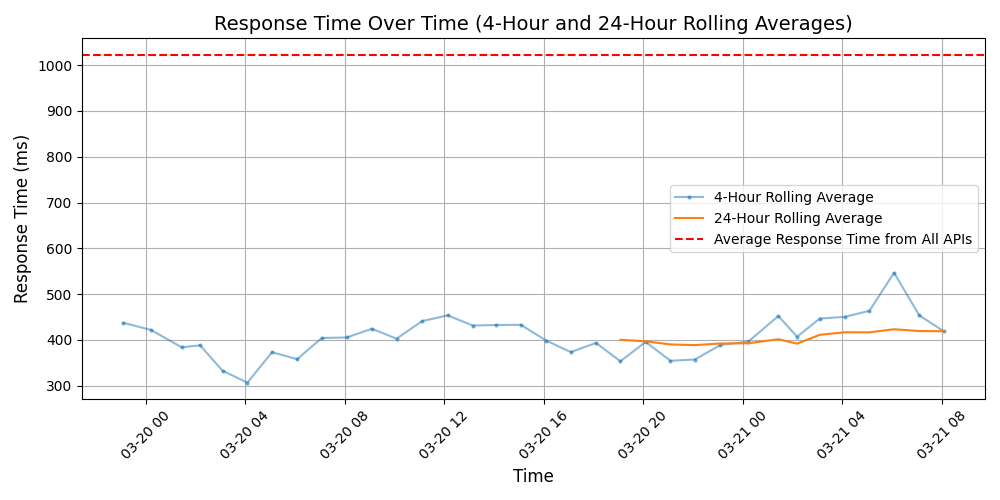 Response Time Over Time (4-Hour and 24-Hour Rolling Averages)
Response Time (ms)
1000
900
800
700
600
500
400
300
4-Hour Rolling Average
24-Hour Rolling Average
Average Response Time from All APIs
03-20 00
03-20 04
03-20 08
03-20 12
03-20 16
03-20 20
03-21 00
03-21 04
03-21 08
Time